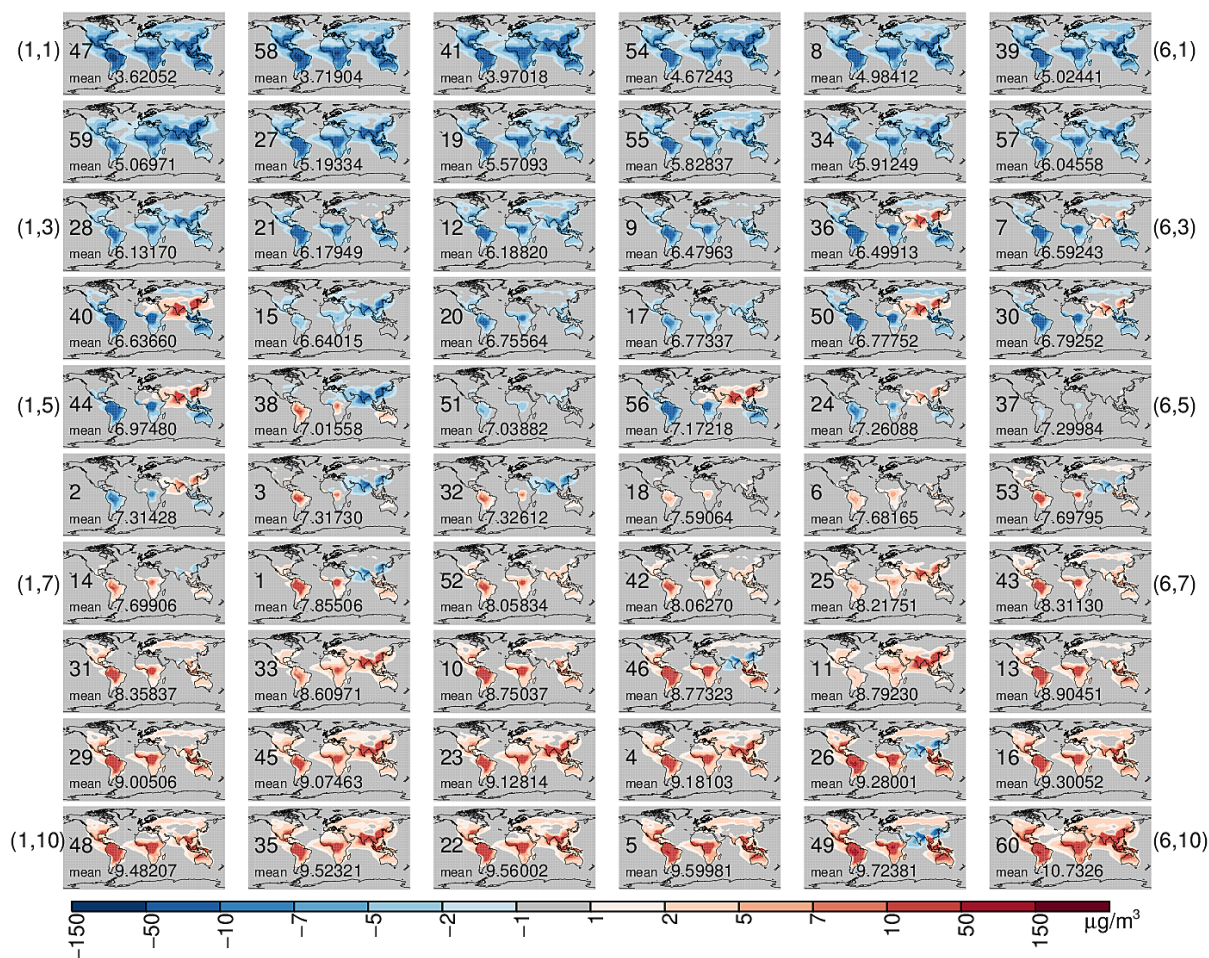 (1,1) 47 58 41 54 8 39 (6,1)
mean 3.62052 mean 3.71904 mean 3.97018 mean 4.67243 mean 4.98412 mean 5.02441
59 27 19 55 34 57
mean 5.06971 mean 5.19334 mean 5.57093 mean 5.82837 mean 5.91249 mean 6.04558
(1,3) 28 21 12 9 36 7 (6,3)
mean 6.13170 mean 6.17949 mean 6.18820 mean 6.47963 mean 6.49913 mean 6.59243
40 15 20 17 50 30
mean 6.63660 mean 6.64015 mean 6.75564 mean 6.77337 mean 6.77752 mean 6.79252
(1,5) 44 38 51 56 24 37 (6,5)
mean 6.97480 mean 7.01558 mean 7.03882 mean 7.17218 mean 7.26088 mean 7.29984
2 3 32 18 6 53
mean 7.31428 mean 7.31730 mean 7.32612 mean 7.59064 mean 7.68165 mean 7.69795
(1,7) 14 1 52 42 25 43 (6,7)
mean 7.69906 mean 7.85506 mean 8.05834 mean 8.06270 mean 8.21751 mean 8.31130
31 33 10 46 11 13
mean 8.35837 mean 8.60971 mean 8.75037 mean 8.77323 mean 8.79230 mean 8.90451
29 45 23 4 26 16
mean 9.00506 mean 9.07463 mean 9.12814 mean 9.18103 mean 9.28001 mean 9.30052
(1,10) 48 35 22 5 49 60 (6,10)
mean 9.48207 mean 9.52321 mean 9.56002 mean 9.59981 mean 9.72381 mean 10.7326
−150 −50 −10 −7 −5 −2 −1 1 2 5 7 10 50 150 μg/m³